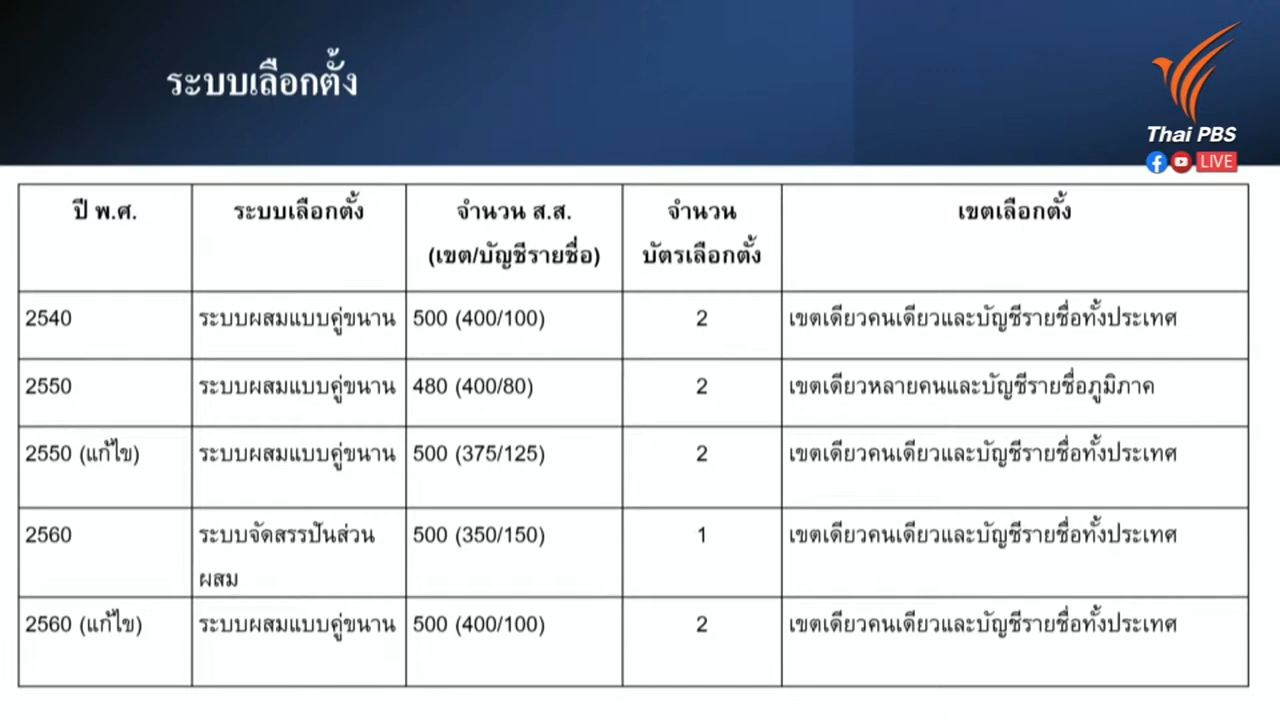 ระบบเลือกตั้ง
Thai PBS
LIVE
ปี พ.ศ. ระบบเลือกตั้ง จำนวน ส.ส. จำนวน เขตเลือกตั้ง
(เขต/บัญชีรายชื่อ) บัตรเลือกตั้ง
2540 ระบบผสมแบบคู่ขนาน 500 (400/100) 2 เขตเดียวคนเดียวและบัญชีรายชื่อทั้งประเทศ
2550 ระบบผสมแบบคู่ขนาน 480 (400/80) 2 เขตเดียวหลายคนและบัญชีรายชื่อภูมิภาค
2550 (แก้ไข) ระบบผสมแบบคู่ขนาน 500 (375/125) 2 เขตเดียวคนเดียวและบัญชีรายชื่อทั้งประเทศ
2560 ระบบจัดสรรปันส่วน 500 (350/150) 1 เขตเดียวคนเดียวและบัญชีรายชื่อทั้งประเทศ
ผสม
2560 (แก้ไข) ระบบผสมแบบคู่ขนาน 500 (400/100) 2 เขตเดียวคนเดียวและบัญชีรายชื่อทั้งประเทศ